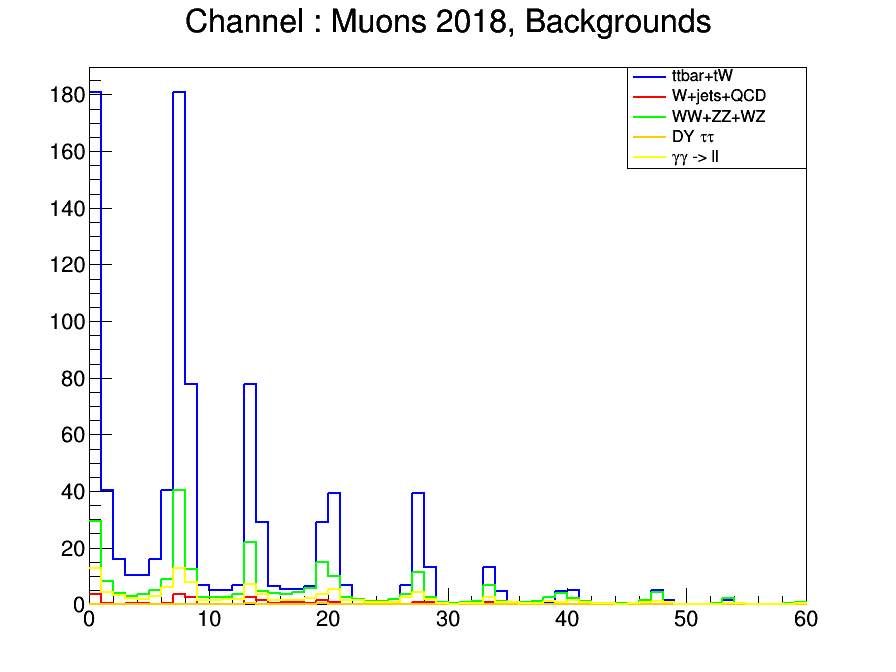 Channel : Muons 2018, Backgrounds
ttbar+tW
W+jets+QCD
WW+ZZ+WZ
DY ττ
γγ -> ll
180
160
140
120
100
80
60
40
20
0
0 10 20 30 40 50 60